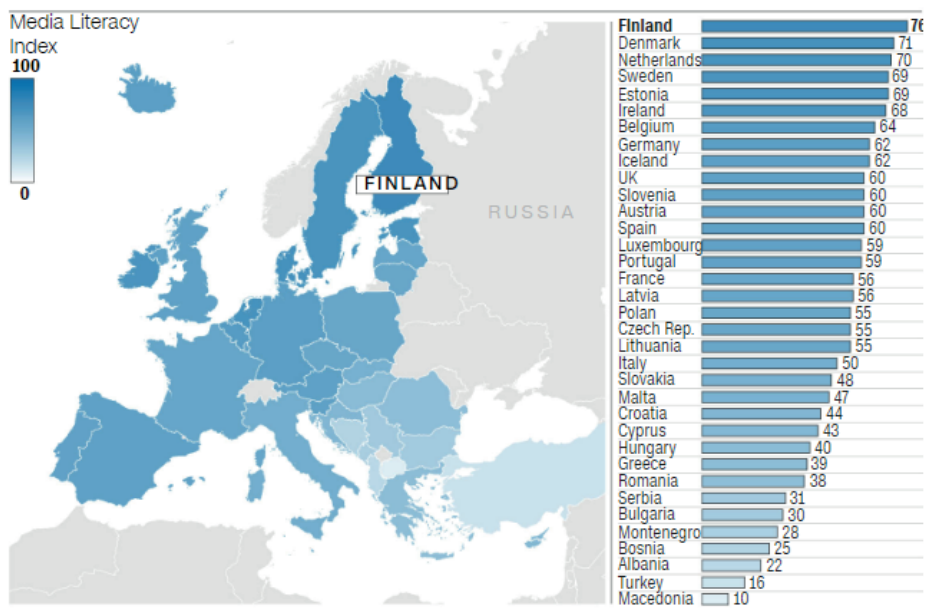 Media Literacy
Index
100
0
FINLAND
RUSSIA
FInland 76
Denmark 71
Netherlands 70
Sweden 69
Estonia 69
Ireland 68
Belgium 64
Germany 62
Iceland 62
UK 60
Slovenia 60
Austria 60
Spain 60
Luxembourg 59
Portugal 59
France 56
Latvia 56
Polan 55
Czech Rep. 55
Lithuania 55
Italy 50
Slovakia 48
Malta 47
Croatia 44
Cyprus 43
Hungary 40
Greece 39
Romania 38
Serbia 31
Bulgaria 30
Montenegro 28
Bosnia 25
Albania 22
Turkey 16
Macedonia 10